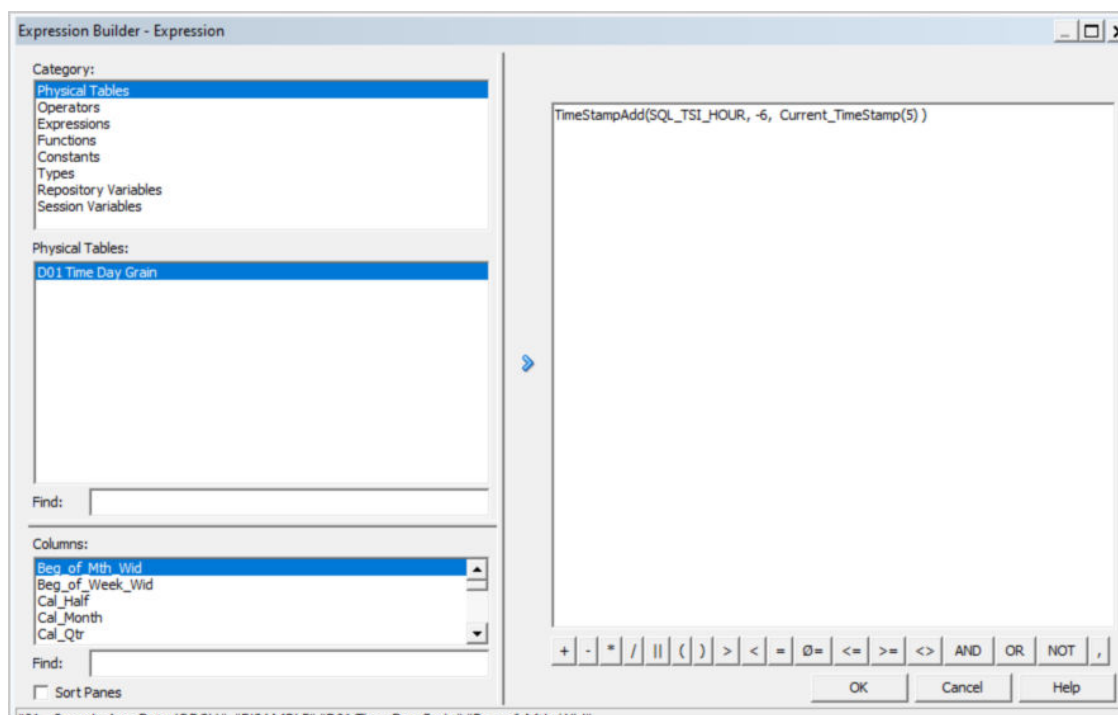 Expression Builder - Expression
Category:
Physical Tables
Operators
Expressions
Functions
Constants
Types
Repository Variables
Session Variables
Physical Tables:
D01 Time Day Grain
Find:
Columns:
Beg_of_Mth_Wid
Beg_of_Week_Wid
Cal_Half
Cal_Month
Cal_Qtr
Find:
Sort Panes
TimeStampAdd(SQL_TSI_HOUR, -6, Current_TimeStamp(5) )
+ - * / || ( ) > < = Ø= <= >= <> AND OR NOT ,
OK Cancel Help